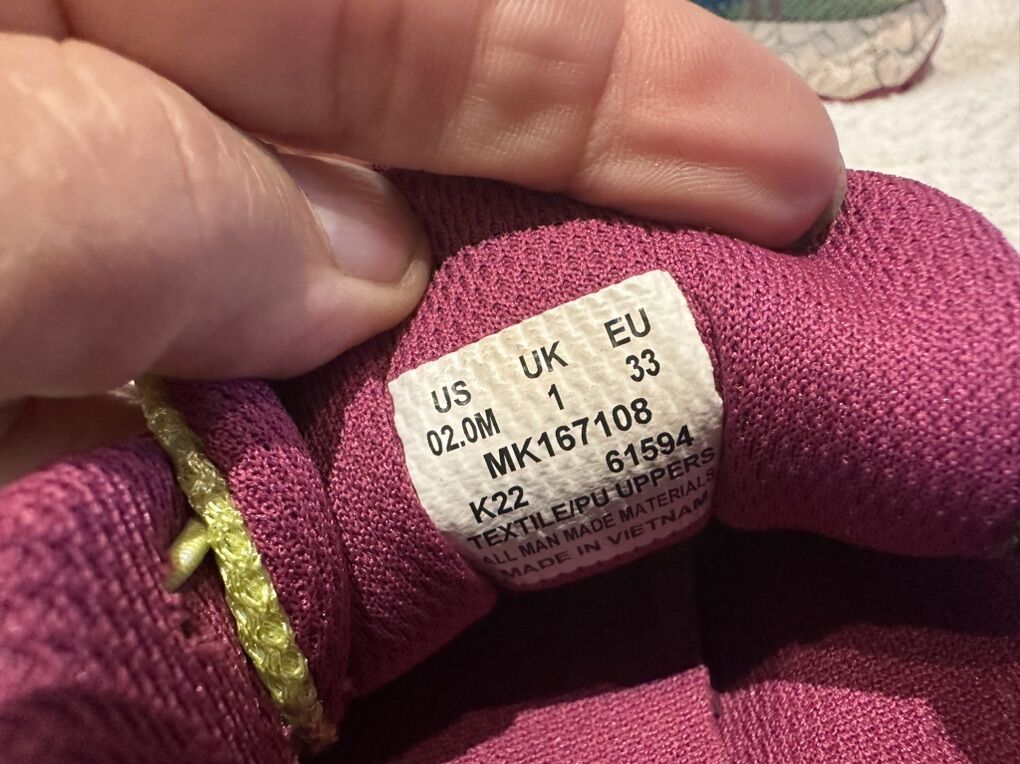 US UK EU
02.0M 1 33
MK167108
K22 61594
TEXTILE/PU UPPERS
ALL MAN MADE MATERIALS
MADE IN VIETNAM